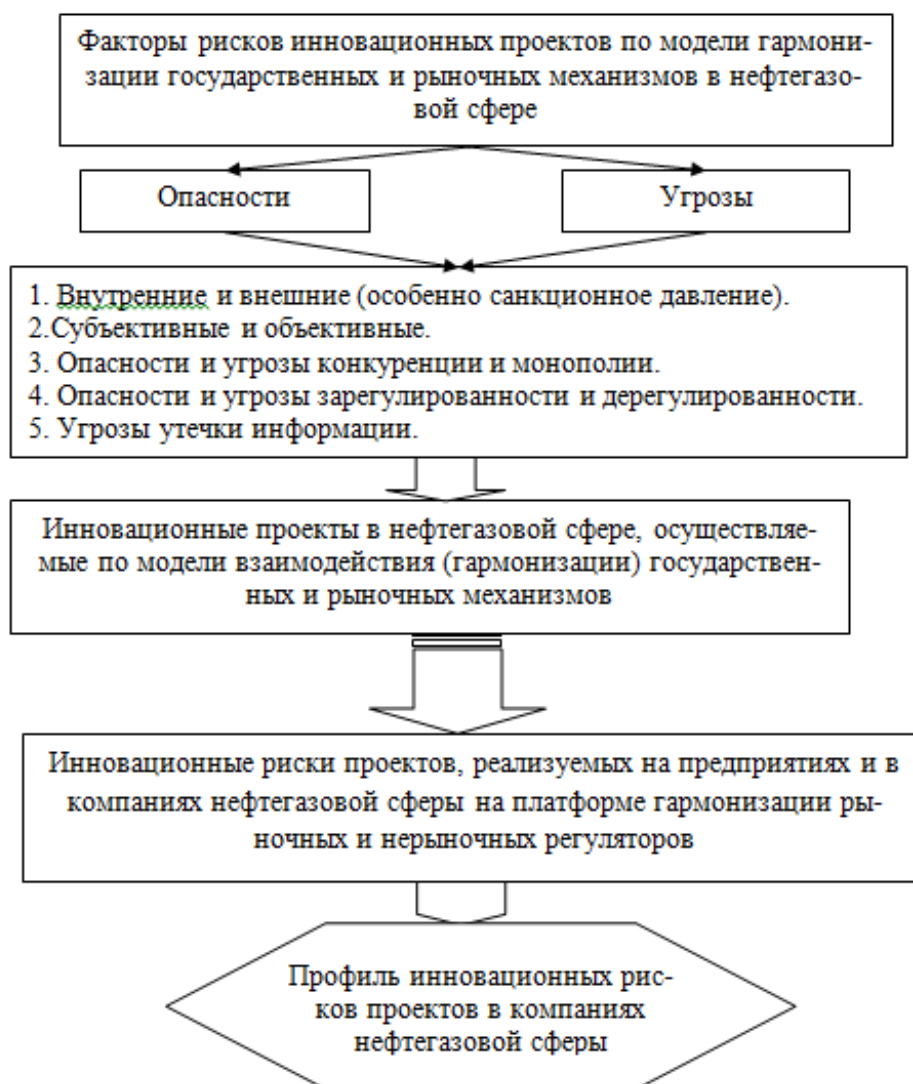 Факторы рисков инновационных проектов по модели гармони-
зации государственных и рыночных механизмов в нефтегазо-
вой сфере
Опасности
Угрозы
1. Внутренние и внешние (особенно санкционное давление).
2.Субъективные и объективные.
3. Опасности и угрозы конкуренции и монополии.
4. Опасности и угрозы зарегулированности и дерегулированности.
5. Угрозы утечки информации.
Инновационные проекты в нефтегазовой сфере, осуществляе-
мые по модели взаимодействия (гармонизации) государствен-
ных и рыночных механизмов
Инновационные риски проектов, реализуемых на предприятиях и в
компаниях нефтегазовой сферы на платформе гармонизации ры-
ночных и нерыночных регуляторов
Профиль инновационных рис-
ков проектов в компаниях
нефтегазовой сферы